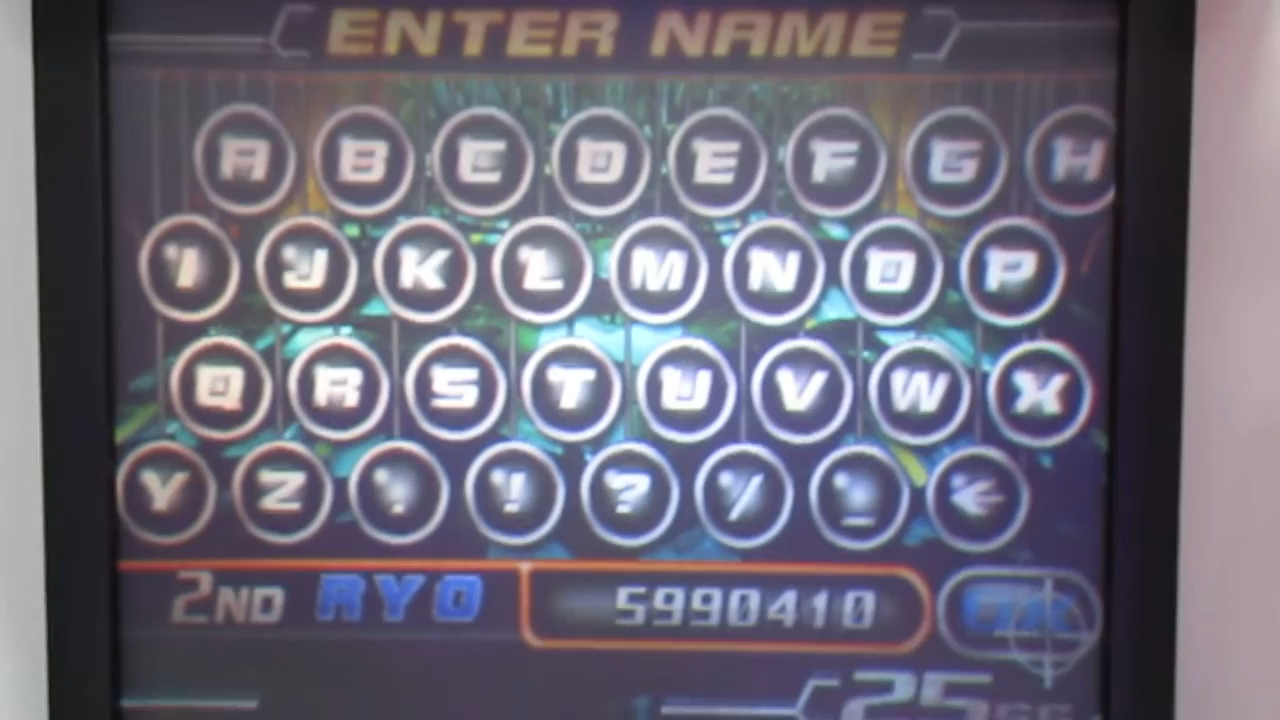 ENTER NAME
A B C D E F G H
I J K L M N O P
Q R S T U V W X
Y Z . ! ? / _ ←
2ND RYO 5990410
25